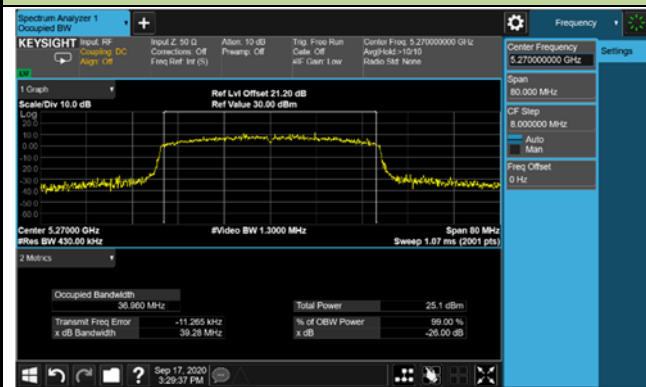 Spectrum Analyzer 1
Occupied BW
Frequency
KEYSIGHT
Input: RF
Coupling: DC
Align: Off
Input Z: 50 Ω
Corrections: Off
Freq Ref: Int (S)
Atten: 10 dB
Preamp: Off
Trig: Free Run
Gate: Off
#IF Gain: Low
Center Freq: 5.270000000 GHz
Avg|Hold:>10/10
Radio Std: None
Center Frequency
5.270000000 GHz
Settings
Span
80.000 MHz
CF Step
8.000000 MHz
Auto
Man
Freq Offset
0 Hz
1 Graph
Scale/Div 10.0 dB
Ref Lvl Offset 21.20 dB
Ref Value 30.00 dBm
Log
20.0
10.0
0.00
-10.0
-20.0
-30.0
-40.0
-50.0
-60.0
Center 5.27000 GHz
#Video BW 1.3000 MHz
Span 80 MHz
#Res BW 430.00 kHz
Sweep 1.07 ms (2001 pts)
2 Metrics
Occupied Bandwidth
36.960 MHz
Total Power 25.1 dBm
Transmit Freq Error -11.265 kHz
% of OBW Power 99.00 %
x dB Bandwidth 39.28 MHz
x dB -26.00 dB
?
Sep 17, 2020
3:29:37 PM